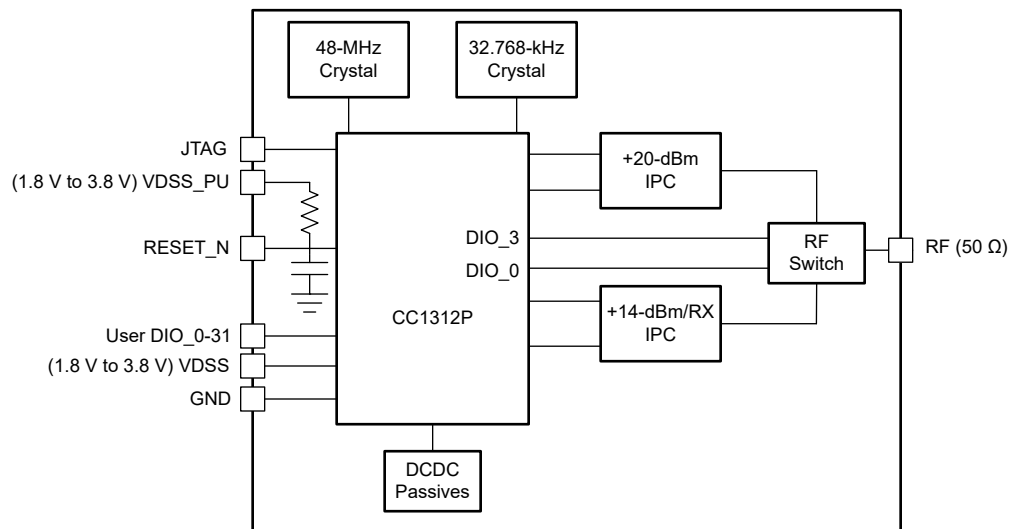 48-MHz
Crystal
32.768-kHz
Crystal
JTAG
(1.8 V to 3.8 V) VDSS_PU
RESET_N
User DIO_0-31
(1.8 V to 3.8 V) VDSS
GND
CC1312P
DIO_3
DIO_0
+20-dBm
IPC
+14-dBm/RX
IPC
RF
Switch
RF (50 Ω)
DCDC
Passives